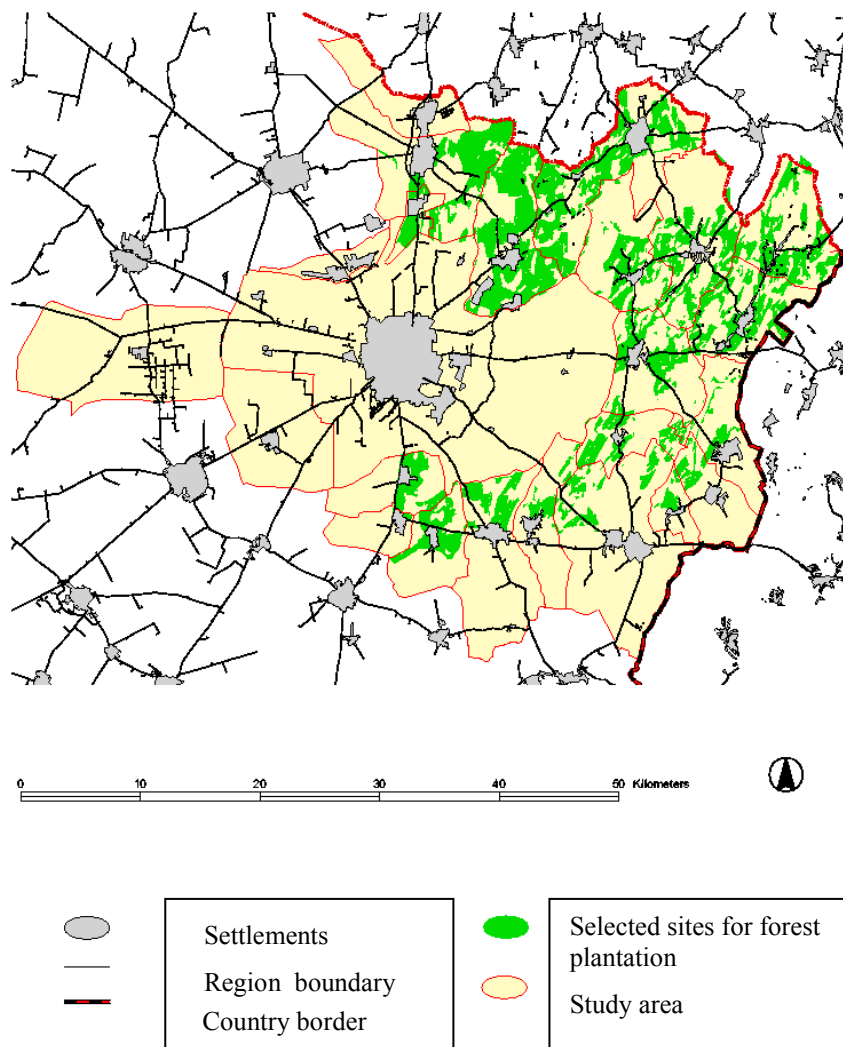 0 10 20 30 40 50 Kilometers
Settlements
Region boundary
Country border
Selected sites for forest
plantation
Study area